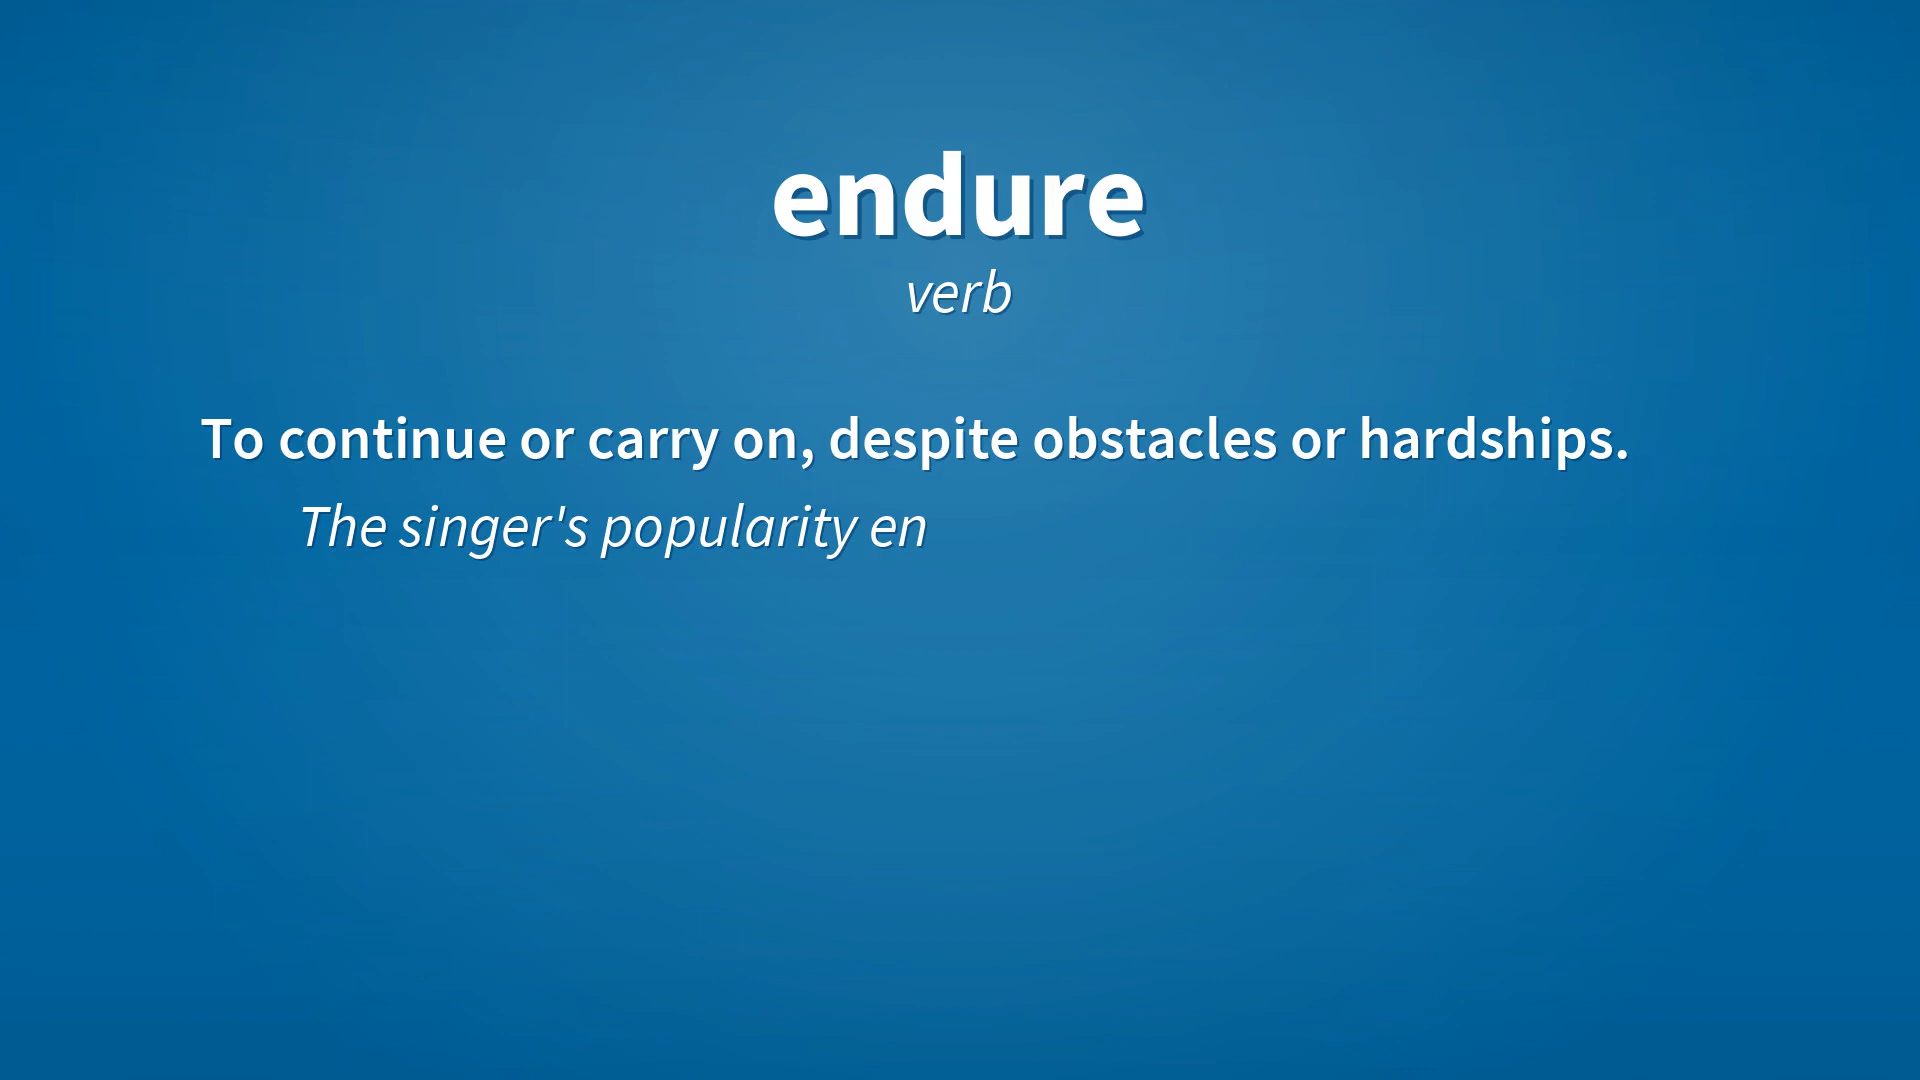 endure
verb
To continue or carry on, despite obstacles or hardships.
The singer's popularity en